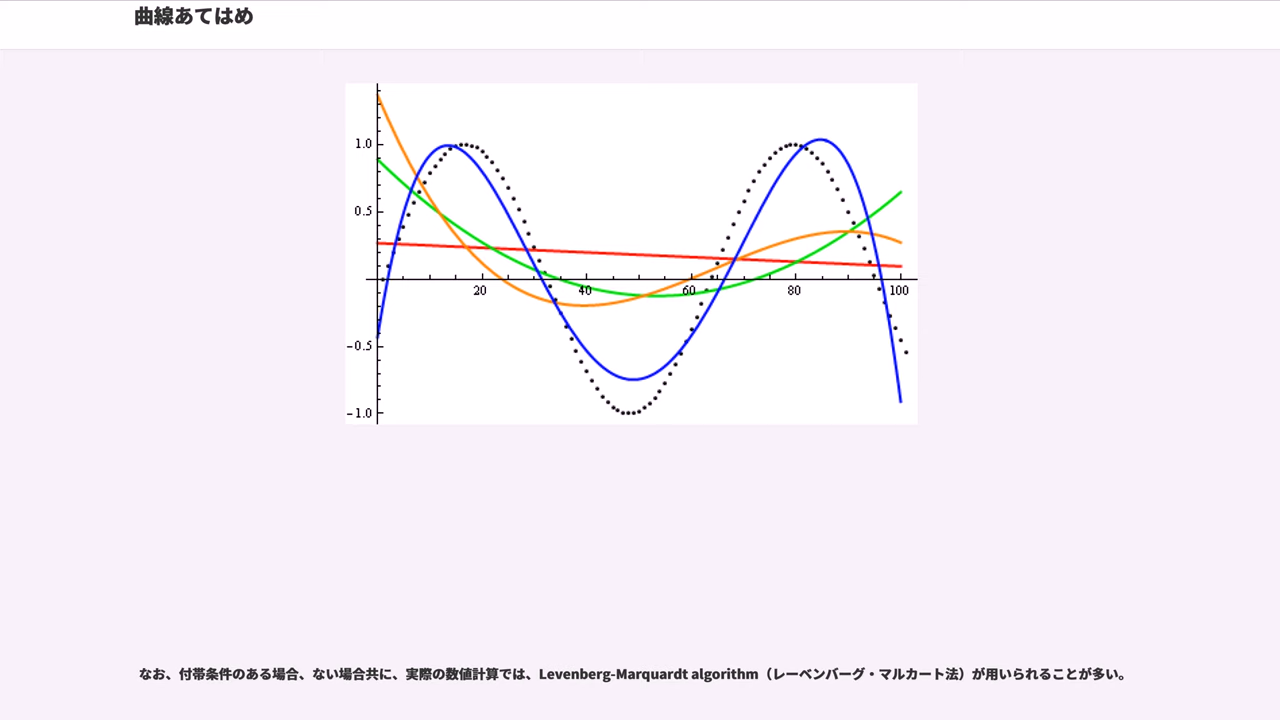 曲線あてはめ
1.0
0.5
20 40 60 80 100
-0.5
-1.0
なお、付帯条件のある場合、ない場合共に、実際の数値計算では、Levenberg-Marquardt algorithm（レーベンバーグ・マルカート法）が用いられることが多い。